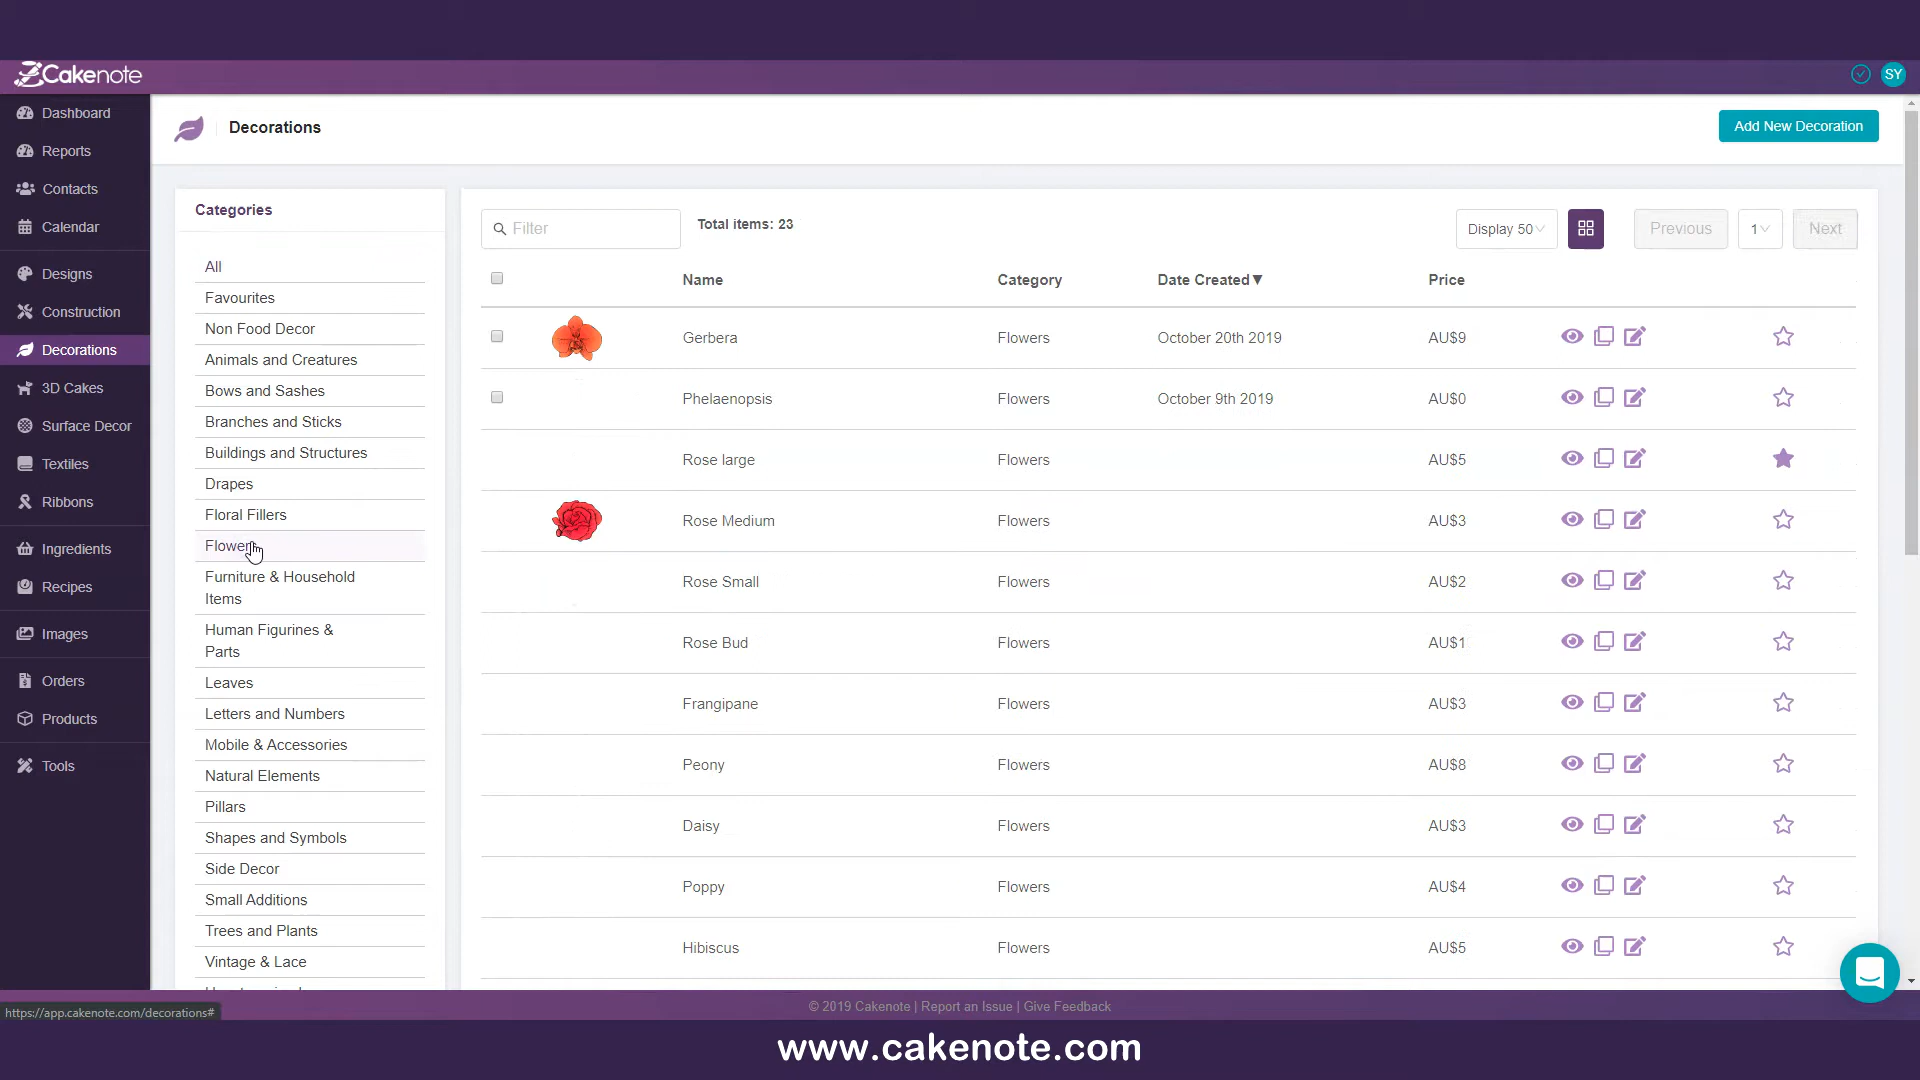 Cakenote
SY
Dashboard
Reports
Contacts
Calendar
Designs
Construction
Decorations
3D Cakes
Surface Decor
Textiles
Ribbons
Ingredients
Recipes
Images
Orders
Products
Tools
Decorations
Add New Decoration
Categories
All
Favourites
Non Food Decor
Animals and Creatures
Bows and Sashes
Branches and Sticks
Buildings and Structures
Drapes
Floral Fillers
Flowers
Furniture & Household
Items
Human Figurines &
Parts
Leaves
Letters and Numbers
Mobile & Accessories
Natural Elements
Pillars
Shapes and Symbols
Side Decor
Small Additions
Trees and Plants
Vintage & Lace
Filter
Total items: 23
Display 50
Previous
1
Next
Name Category Date Created▼ Price
Gerbera Flowers October 20th 2019 AU$9
Phelaenopsis Flowers October 9th 2019 AU$0
Rose large Flowers AU$5
Rose Medium Flowers AU$3
Rose Small Flowers AU$2
Rose Bud Flowers AU$1
Frangipane Flowers AU$3
Peony Flowers AU$8
Daisy Flowers AU$3
Poppy Flowers AU$4
Hibiscus Flowers AU$5
© 2019 Cakenote | Report an Issue | Give Feedback
https://app.cakenote.com/decorations#
www.cakenote.com